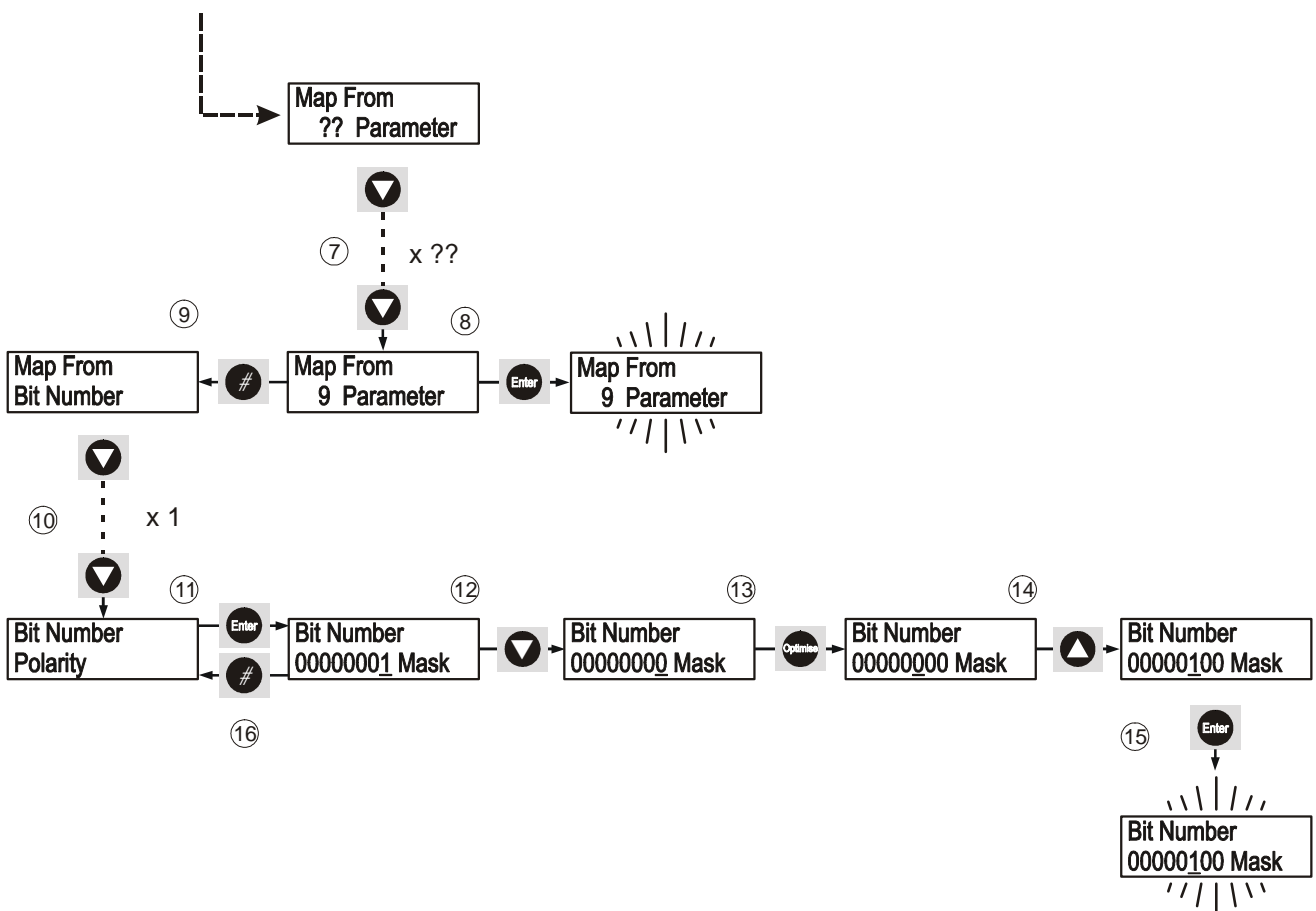 Map From
?? Parameter
⑦
x ??
⑨
⑧
Map From
Bit Number
#
Map From
9 Parameter
Enter
Map From
9 Parameter
⑩
x 1
⑪
⑫
⑬
⑭
Bit Number
Polarity
Enter
#
Bit Number
00000001 Mask
Bit Number
00000000 Mask
Optimise
Bit Number
00000000 Mask
Bit Number
00000100 Mask
⑯
⑮
Enter
Bit Number
00000100 Mask